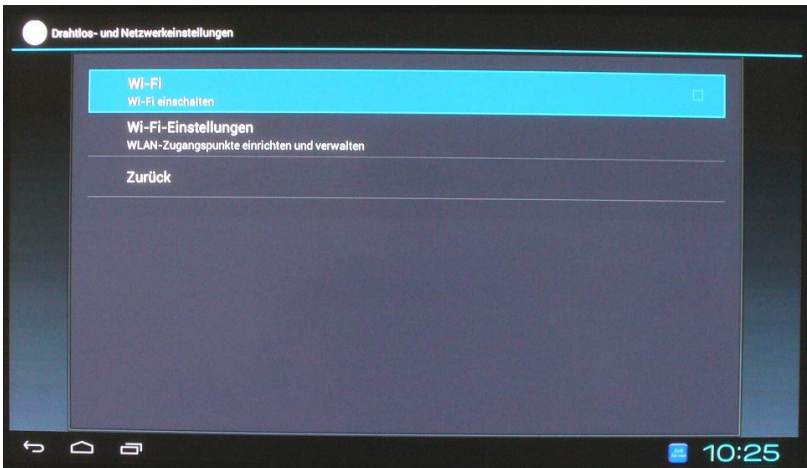 Drahtlos- und Netzwerkeinstellungen
Wi-Fi
Wi-Fi einschalten
Wi-Fi-Einstellungen
WLAN-Zugangspunkte einrichten und verwalten
Zurück
10:25